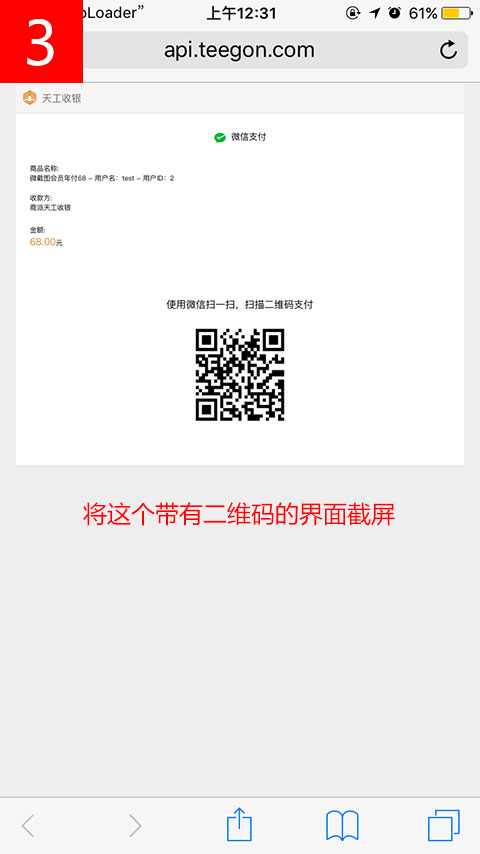 3
oLoader”
上午12:31
61%
api.teegon.com
天工收银
微信支付
商品名称:
微截图会员年付68 - 用户名: test - 用户ID: 2
收款方:
商派天工收银
金额:
68.00元
使用微信扫一扫，扫描二维码支付
将这个带有二维码的界面截屏